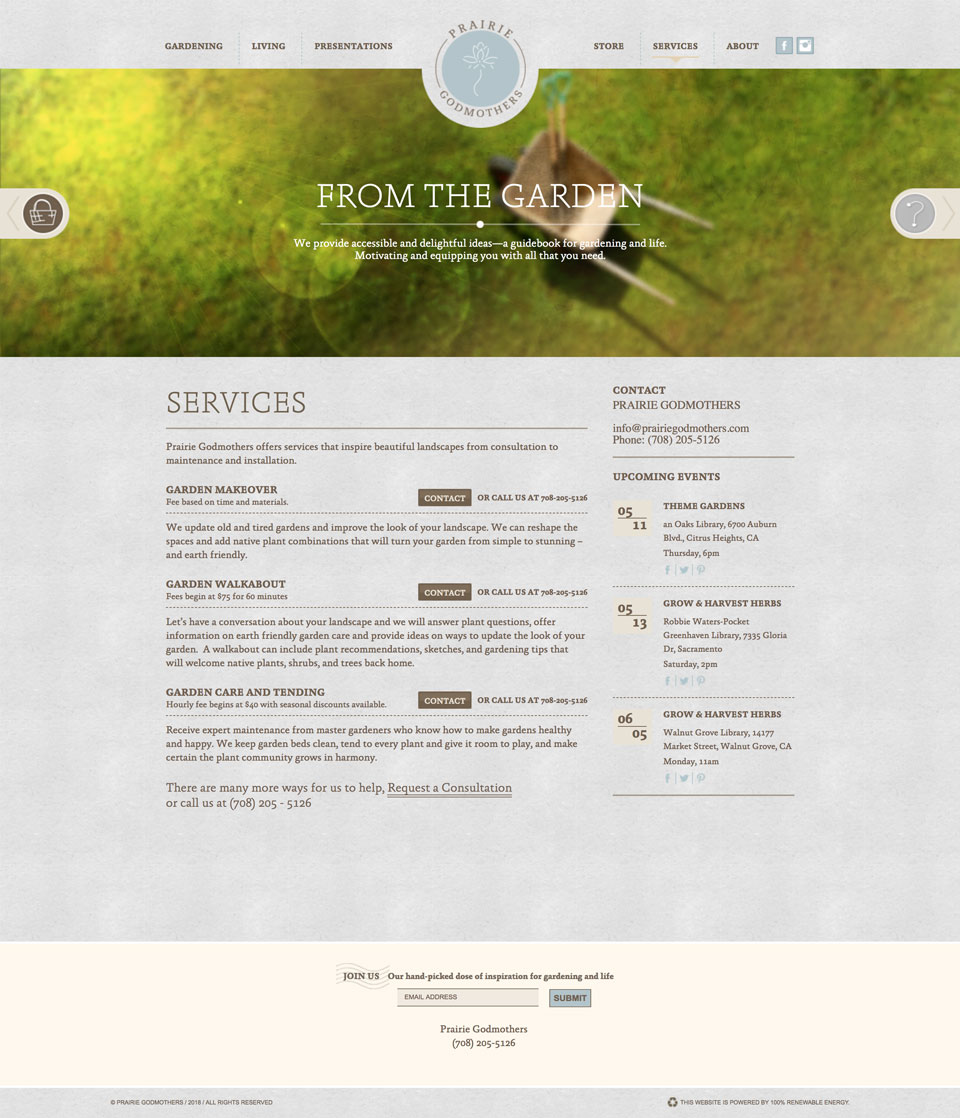 GARDENING
LIVING
PRESENTATIONS
PRAIRIE
GODMOTHERS
STORE
SERVICES
ABOUT
f
FROM THE GARDEN
We provide accessible and delightful ideas—a guidebook for gardening and life.
Motivating and equipping you with all that you need.
?
SERVICES
Prairie Godmothers offers services that inspire beautiful landscapes from consultation to
maintenance and installation.
GARDEN MAKEOVER
Fee based on time and materials.
CONTACT OR CALL US AT 708-205-5126
We update old and tired gardens and improve the look of your landscape. We can reshape the
spaces and add native plant combinations that will turn your garden from simple to stunning –
and earth friendly.
GARDEN WALKABOUT
Fees begin at $75 for 60 minutes
CONTACT OR CALL US AT 708-205-5126
Let's have a conversation about your landscape and we will answer plant questions, offer
information on earth friendly garden care and provide ideas on ways to update the look of your
garden. A walkabout can include plant recommendations, sketches, and gardening tips that
will welcome native plants, shrubs, and trees back home.
GARDEN CARE AND TENDING
Hourly fee begins at $40 with seasonal discounts available.
CONTACT OR CALL US AT 708-205-5126
Receive expert maintenance from master gardeners who know how to make gardens healthy
and happy. We keep garden beds clean, tend to every plant and give it room to play, and make
certain the plant community grows in harmony.
There are many more ways for us to help, Request a Consultation
or call us at (708) 205 - 5126
CONTACT
PRAIRIE GODMOTHERS
info@prairiegodmothers.com
Phone: (708) 205-5126
UPCOMING EVENTS
05
11
THEME GARDENS
an Oaks Library, 6700 Auburn
Blvd., Citrus Heights, CA
Thursday, 6pm
05
13
GROW & HARVEST HERBS
Robbie Waters-Pocket
Greenhaven Library, 7335 Gloria
Dr, Sacramento
Saturday, 2pm
06
05
GROW & HARVEST HERBS
Walnut Grove Library, 14177
Market Street, Walnut Grove, CA
Monday, 11am
JOIN US Our hand-picked dose of inspiration for gardening and life
EMAIL ADDRESS
SUBMIT
Prairie Godmothers
(708) 205-5126
© PRAIRIE GODMOTHERS / 2018 / ALL RIGHTS RESERVED
THIS WEBSITE IS POWERED BY 100% RENEWABLE ENERGY.